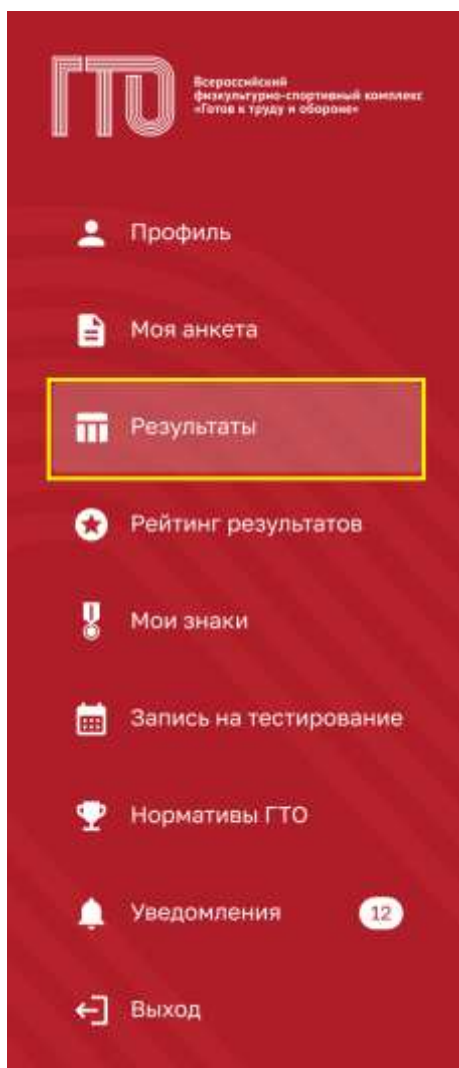 ГТО
Всероссийский
физкультурно-спортивный комплекс
«Готов к труду и обороне»
Профиль
Моя анкета
Результаты
Рейтинг результатов
Мои знаки
Запись на тестирование
Нормативы ГТО
Уведомления 12
Выход